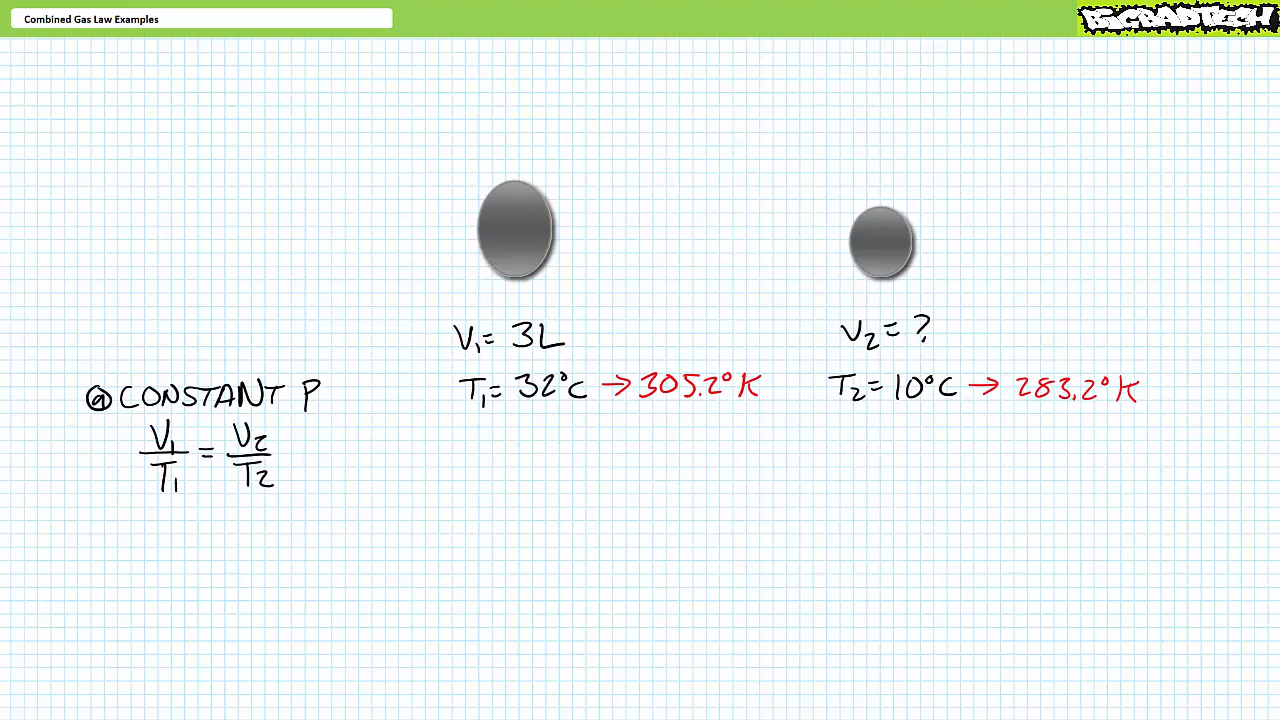 Combined Gas Law Examples
BIGBADTECH
V₁= 3L
V₂= ?
@ CONSTANT P
T₁= 32°C → 305.2°K
T₂= 10°C → 283.2°K
V₁/T₁ = V₂/T₂